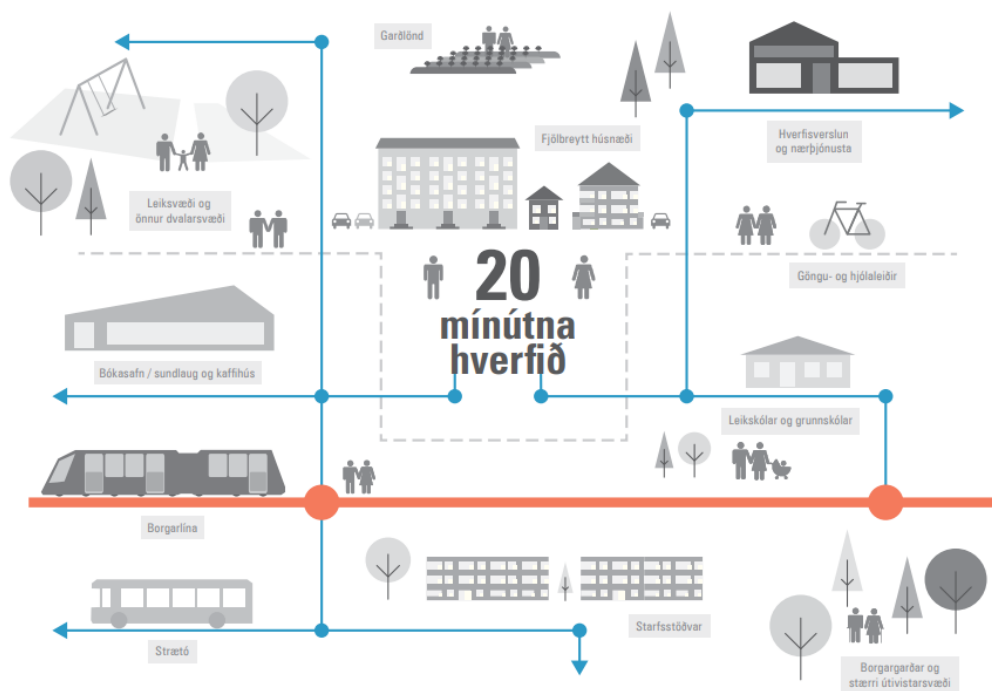 Garðlönd
Fjölbreytt húsnæði
Hverfisverslun
og nærþjónusta
Leiksvæði og
önnur dvalarsvæði
20
mínútna
hverfið
Göngu- og hjólaleiðir
Bókasafn / sundlaug og kaffihús
Leikskólar og grunnskólar
Borgarlína
Strætó
Starfsstöðvar
Borgargarðar og
stærri útivistarsvæði